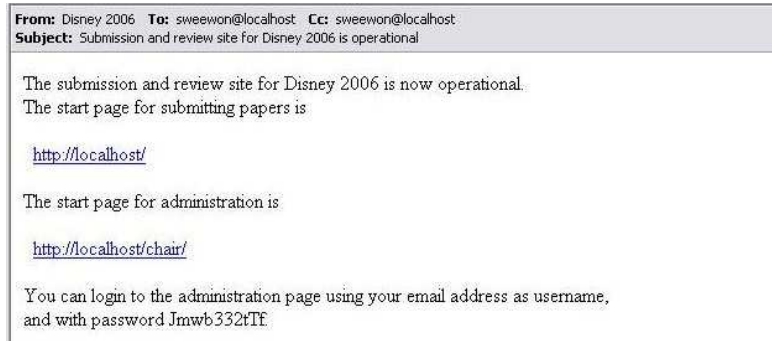 From: Disney 2006 To: sweewon@localhost Cc: sweewon@localhost
Subject: Submission and review site for Disney 2006 is operational
The submission and review site for Disney 2006 is now operational.
The start page for submitting papers is
http://localhost/
The start page for administration is
http://localhost/chair/
You can login to the administration page using your email address as username,
and with password Jmwb332tTf.